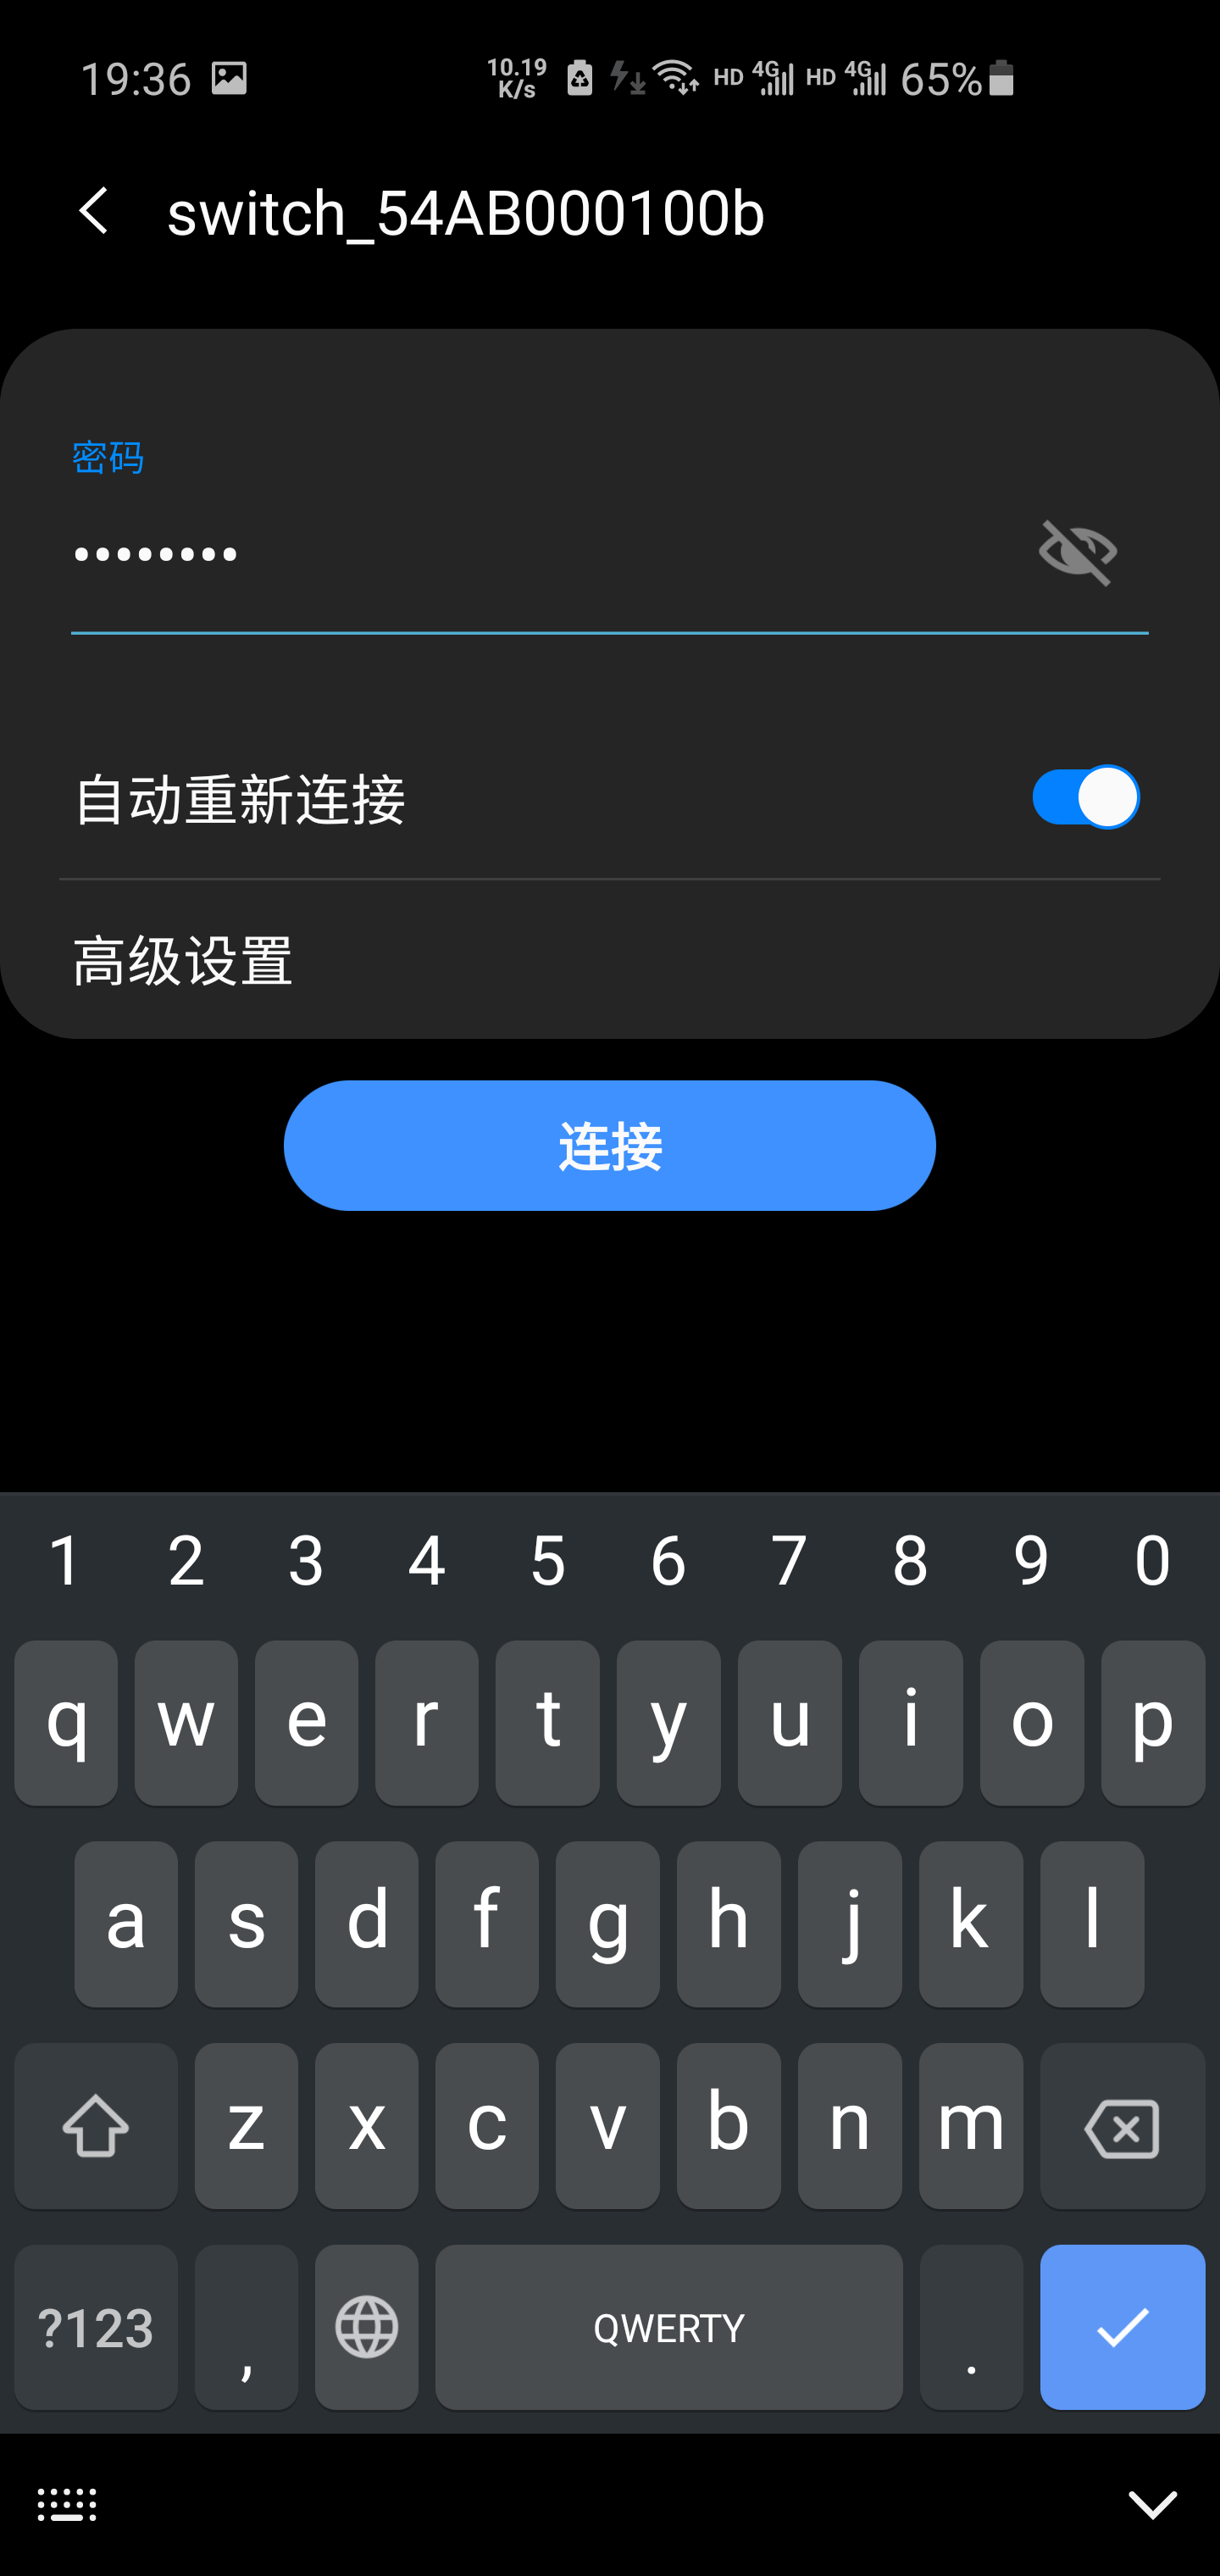 19:36
10.19 K/s HD 4G HD 4G 65%
switch_54AB000100b
密码
••••••••
自动重新连接
高级设置
连接
1 2 3 4 5 6 7 8 9 0
q w e r t y u i o p
a s d f g h j k l
z x c v b n m
?123 , QWERTY .